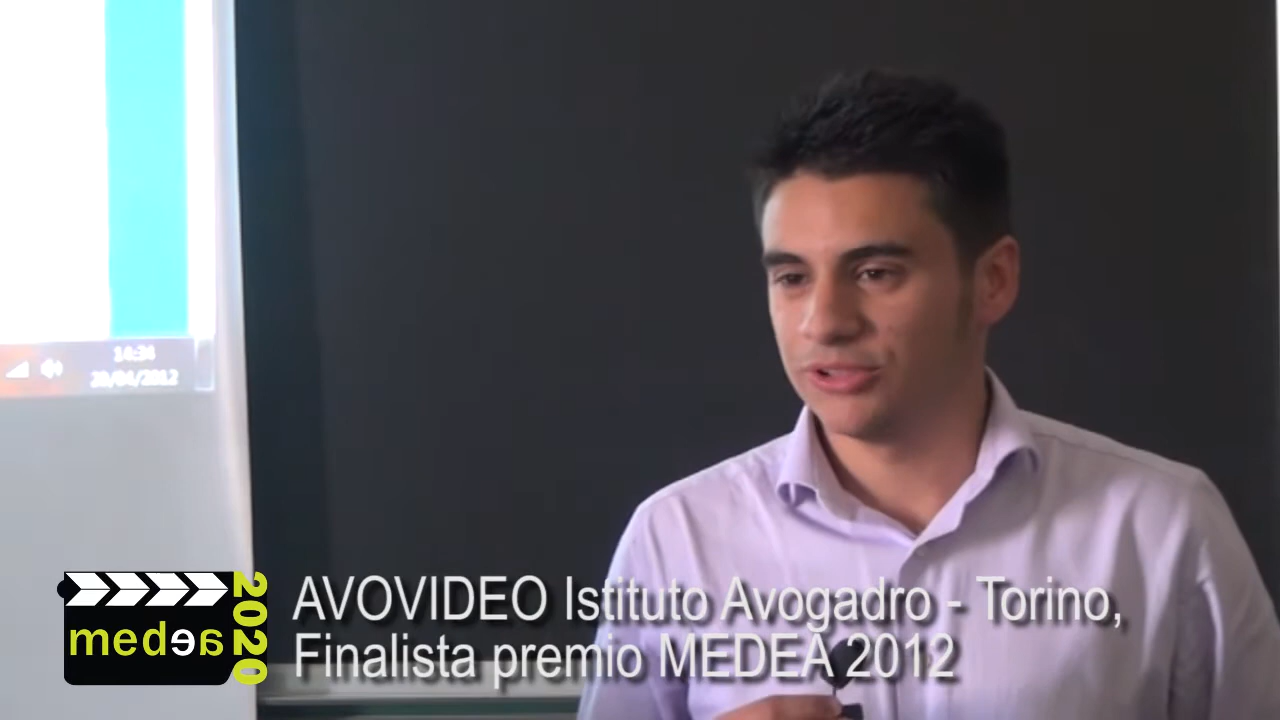 14:34
20/04/2012
AVOVIDEO Istituto Avogadro - Torino,
Finalista premio MEDEA 2012
medea
2020